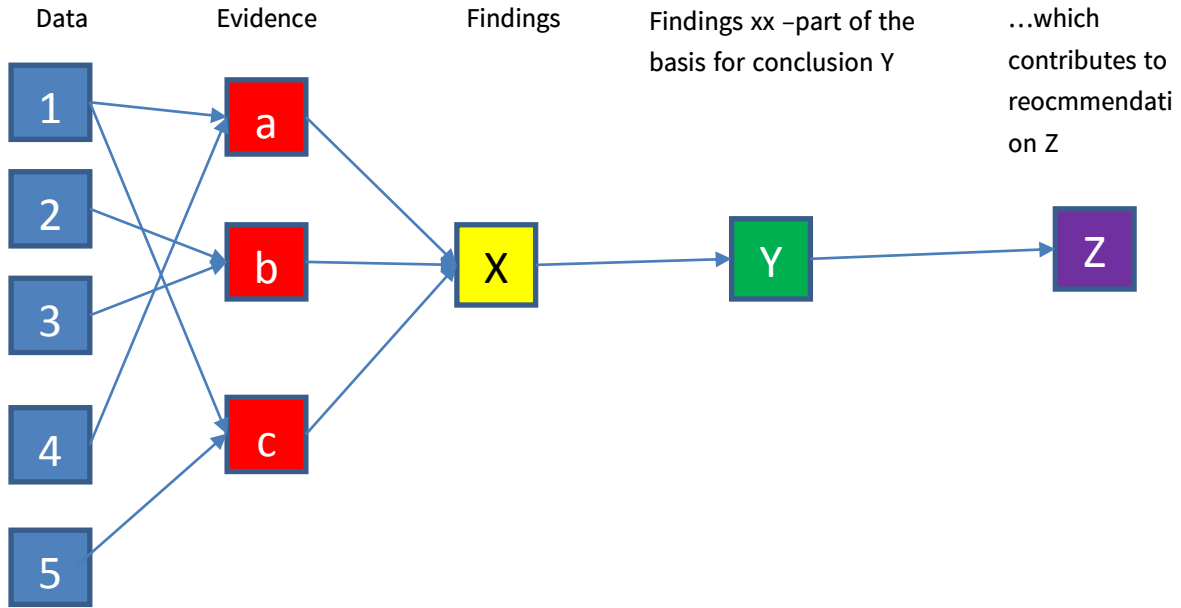 Data
Evidence
Findings
Findings xx –part of the
basis for conclusion Y
…which
contributes to
reocmmendati
on Z
1
2
3
4
5
a
b
c
X
Y
Z